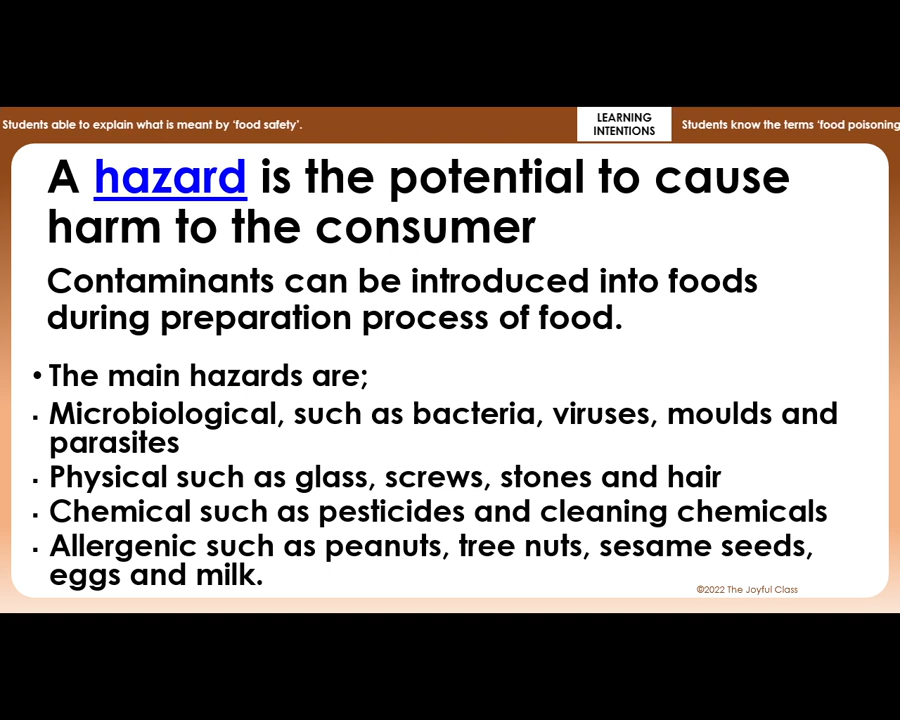 Students able to explain what is meant by ‘food safety’.
LEARNING
INTENTIONS
Students know the terms ‘food poisoning
A hazard is the potential to cause
harm to the consumer
Contaminants can be introduced into foods
during preparation process of food.
• The main hazards are;
▪ Microbiological, such as bacteria, viruses, moulds and
parasites
▪ Physical such as glass, screws, stones and hair
▪ Chemical such as pesticides and cleaning chemicals
▪ Allergenic such as peanuts, tree nuts, sesame seeds,
eggs and milk.
©2022 The Joyful Class